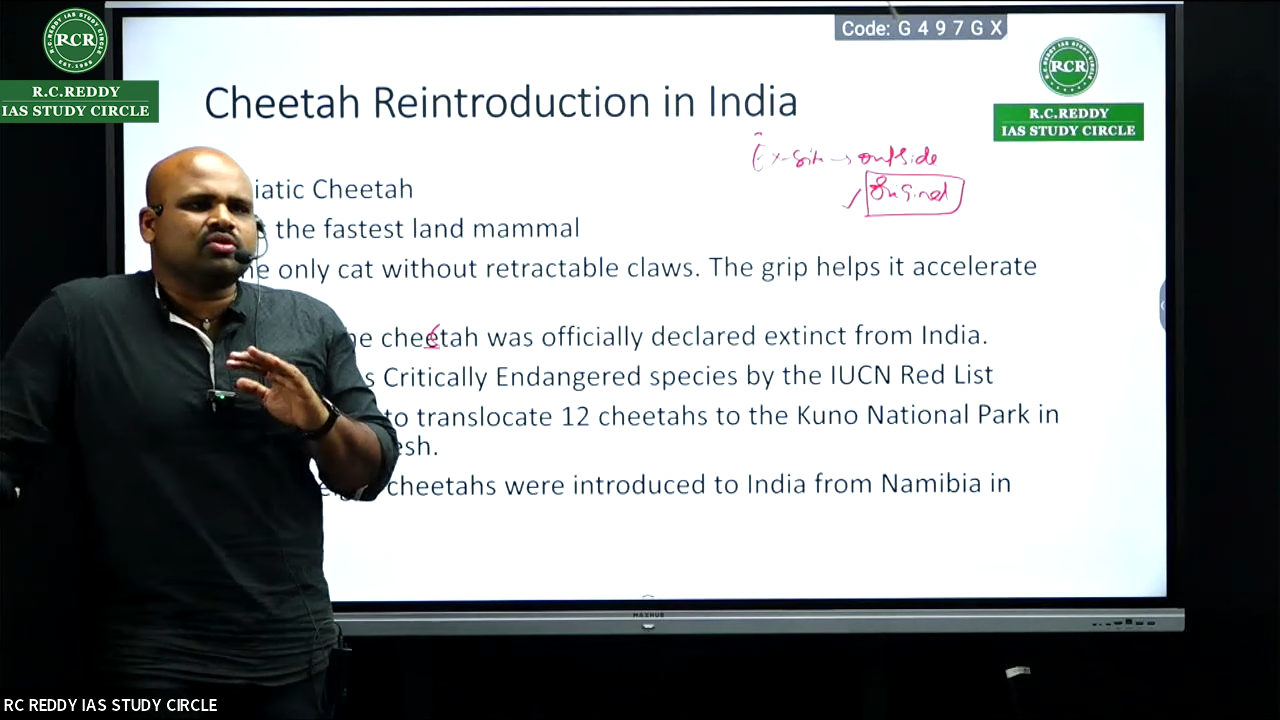 RCR
EST.1988
R.C.REDDY
IAS STUDY CIRCLE
Code: G 4 9 7 G X
RCR
R.C.REDDY
IAS STUDY CIRCLE
Cheetah Reintroduction in India
Ex-situ → outside
Original
iatic Cheetah
the fastest land mammal
e only cat without retractable claws. The grip helps it accelerate
e cheetah was officially declared extinct from India.
s Critically Endangered species by the IUCN Red List
to translocate 12 cheetahs to the Kuno National Park in
esh.
cheetahs were introduced to India from Namibia in
MAXHUB
RC REDDY IAS STUDY CIRCLE